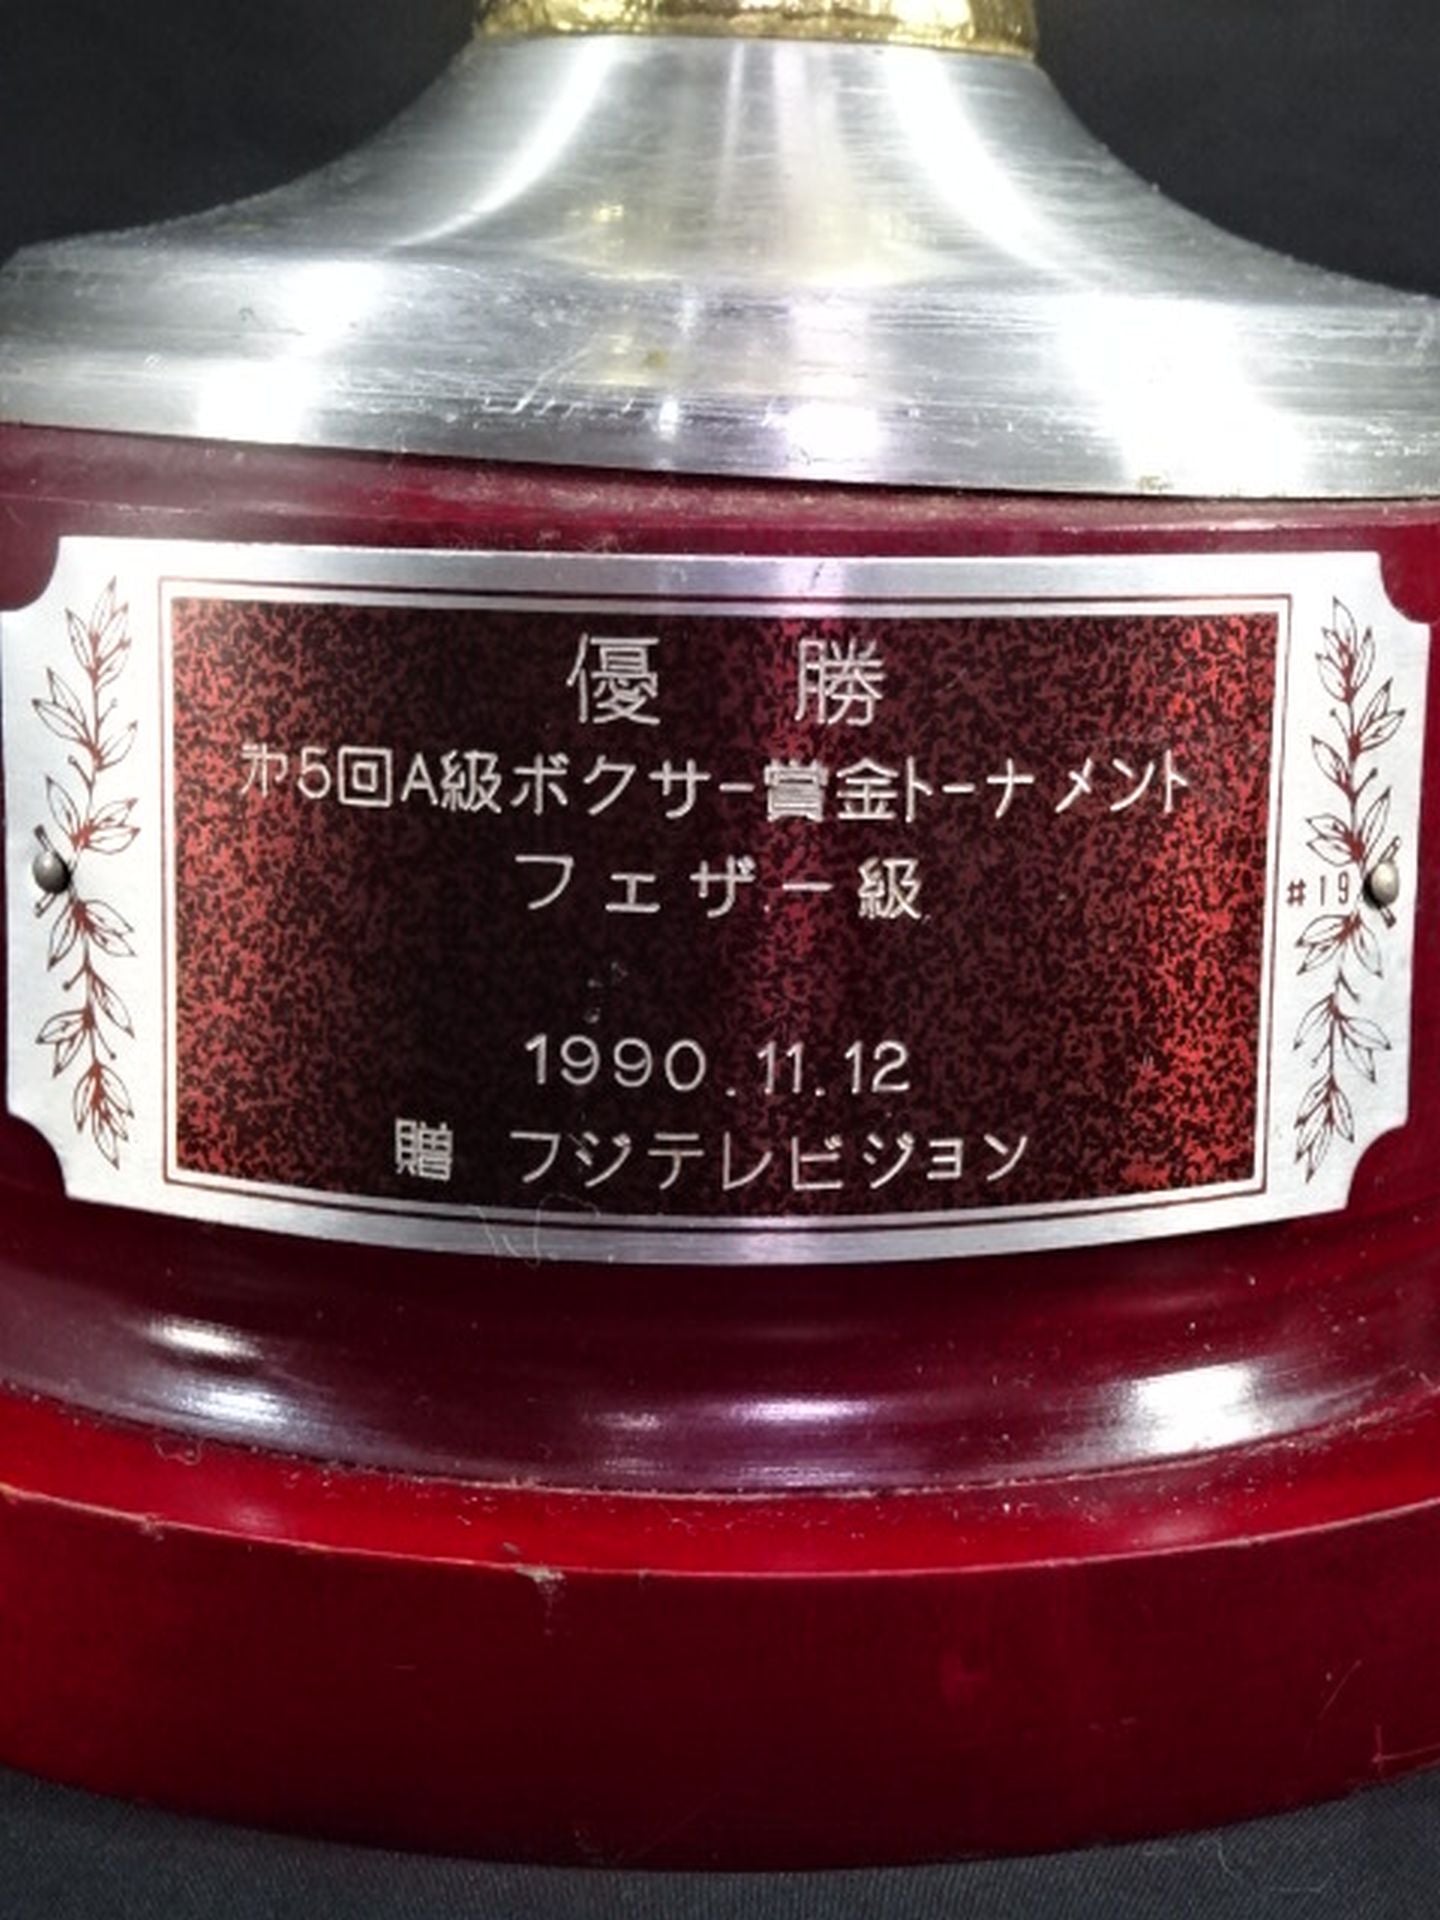 優勝
㐧5回A級ボクサー賞金トーナメント
フェザー級
#19
1990.11.12
贈 フジテレビジョン